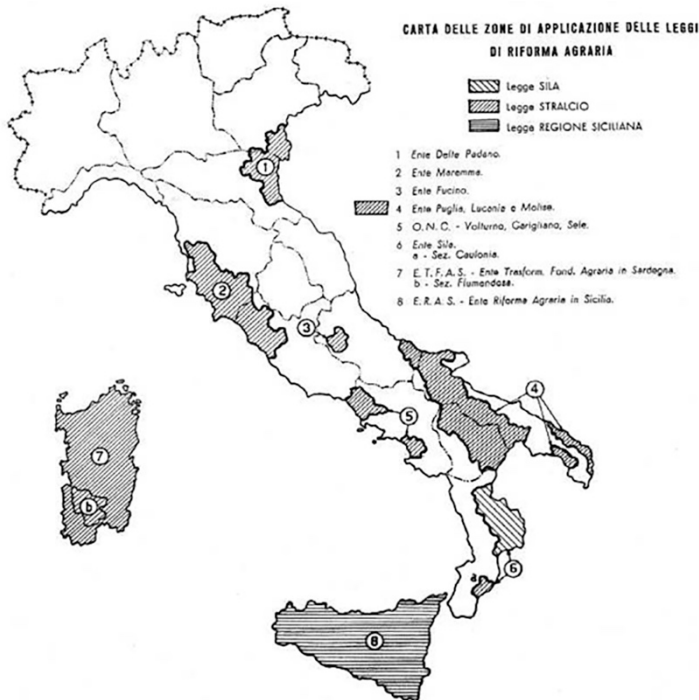 CARTA DELLE ZONE DI APPLICAZIONE DELLE LEGGI
DI RIFORMA AGRARIA
Legge SILA
Legge STRALCIO
Legge REGIONE SICILIANA
1 Ente Delta Padano.
2 Ente Maremma.
3 Ente Fucino.
4 Ente Puglia, Lucania e Molise.
5 O.N.C. - Volturno, Garigliano, Sele.
6 Ente Sila.
a - Sez. Caulonia.
7 E.T.F.A.S. - Ente Trasform. Fond. Agraria in Sardegna.
b - Sez. Flumendosa.
8 E.R.A.S. - Ente Riforma Agraria in Sicilia.
1
2
3
4
5
7
b
a
6
8